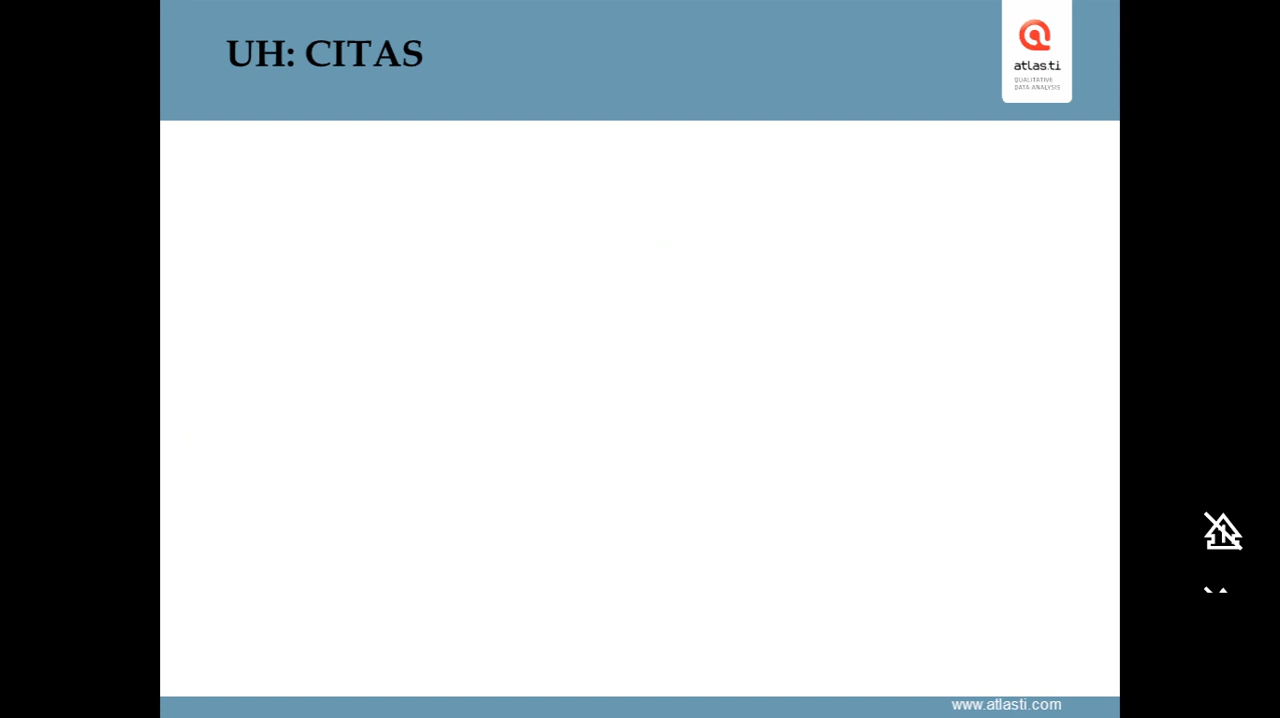 UH: CITAS
atlas.ti
QUALITATIVE
DATA ANALYSIS
www.atlasti.com